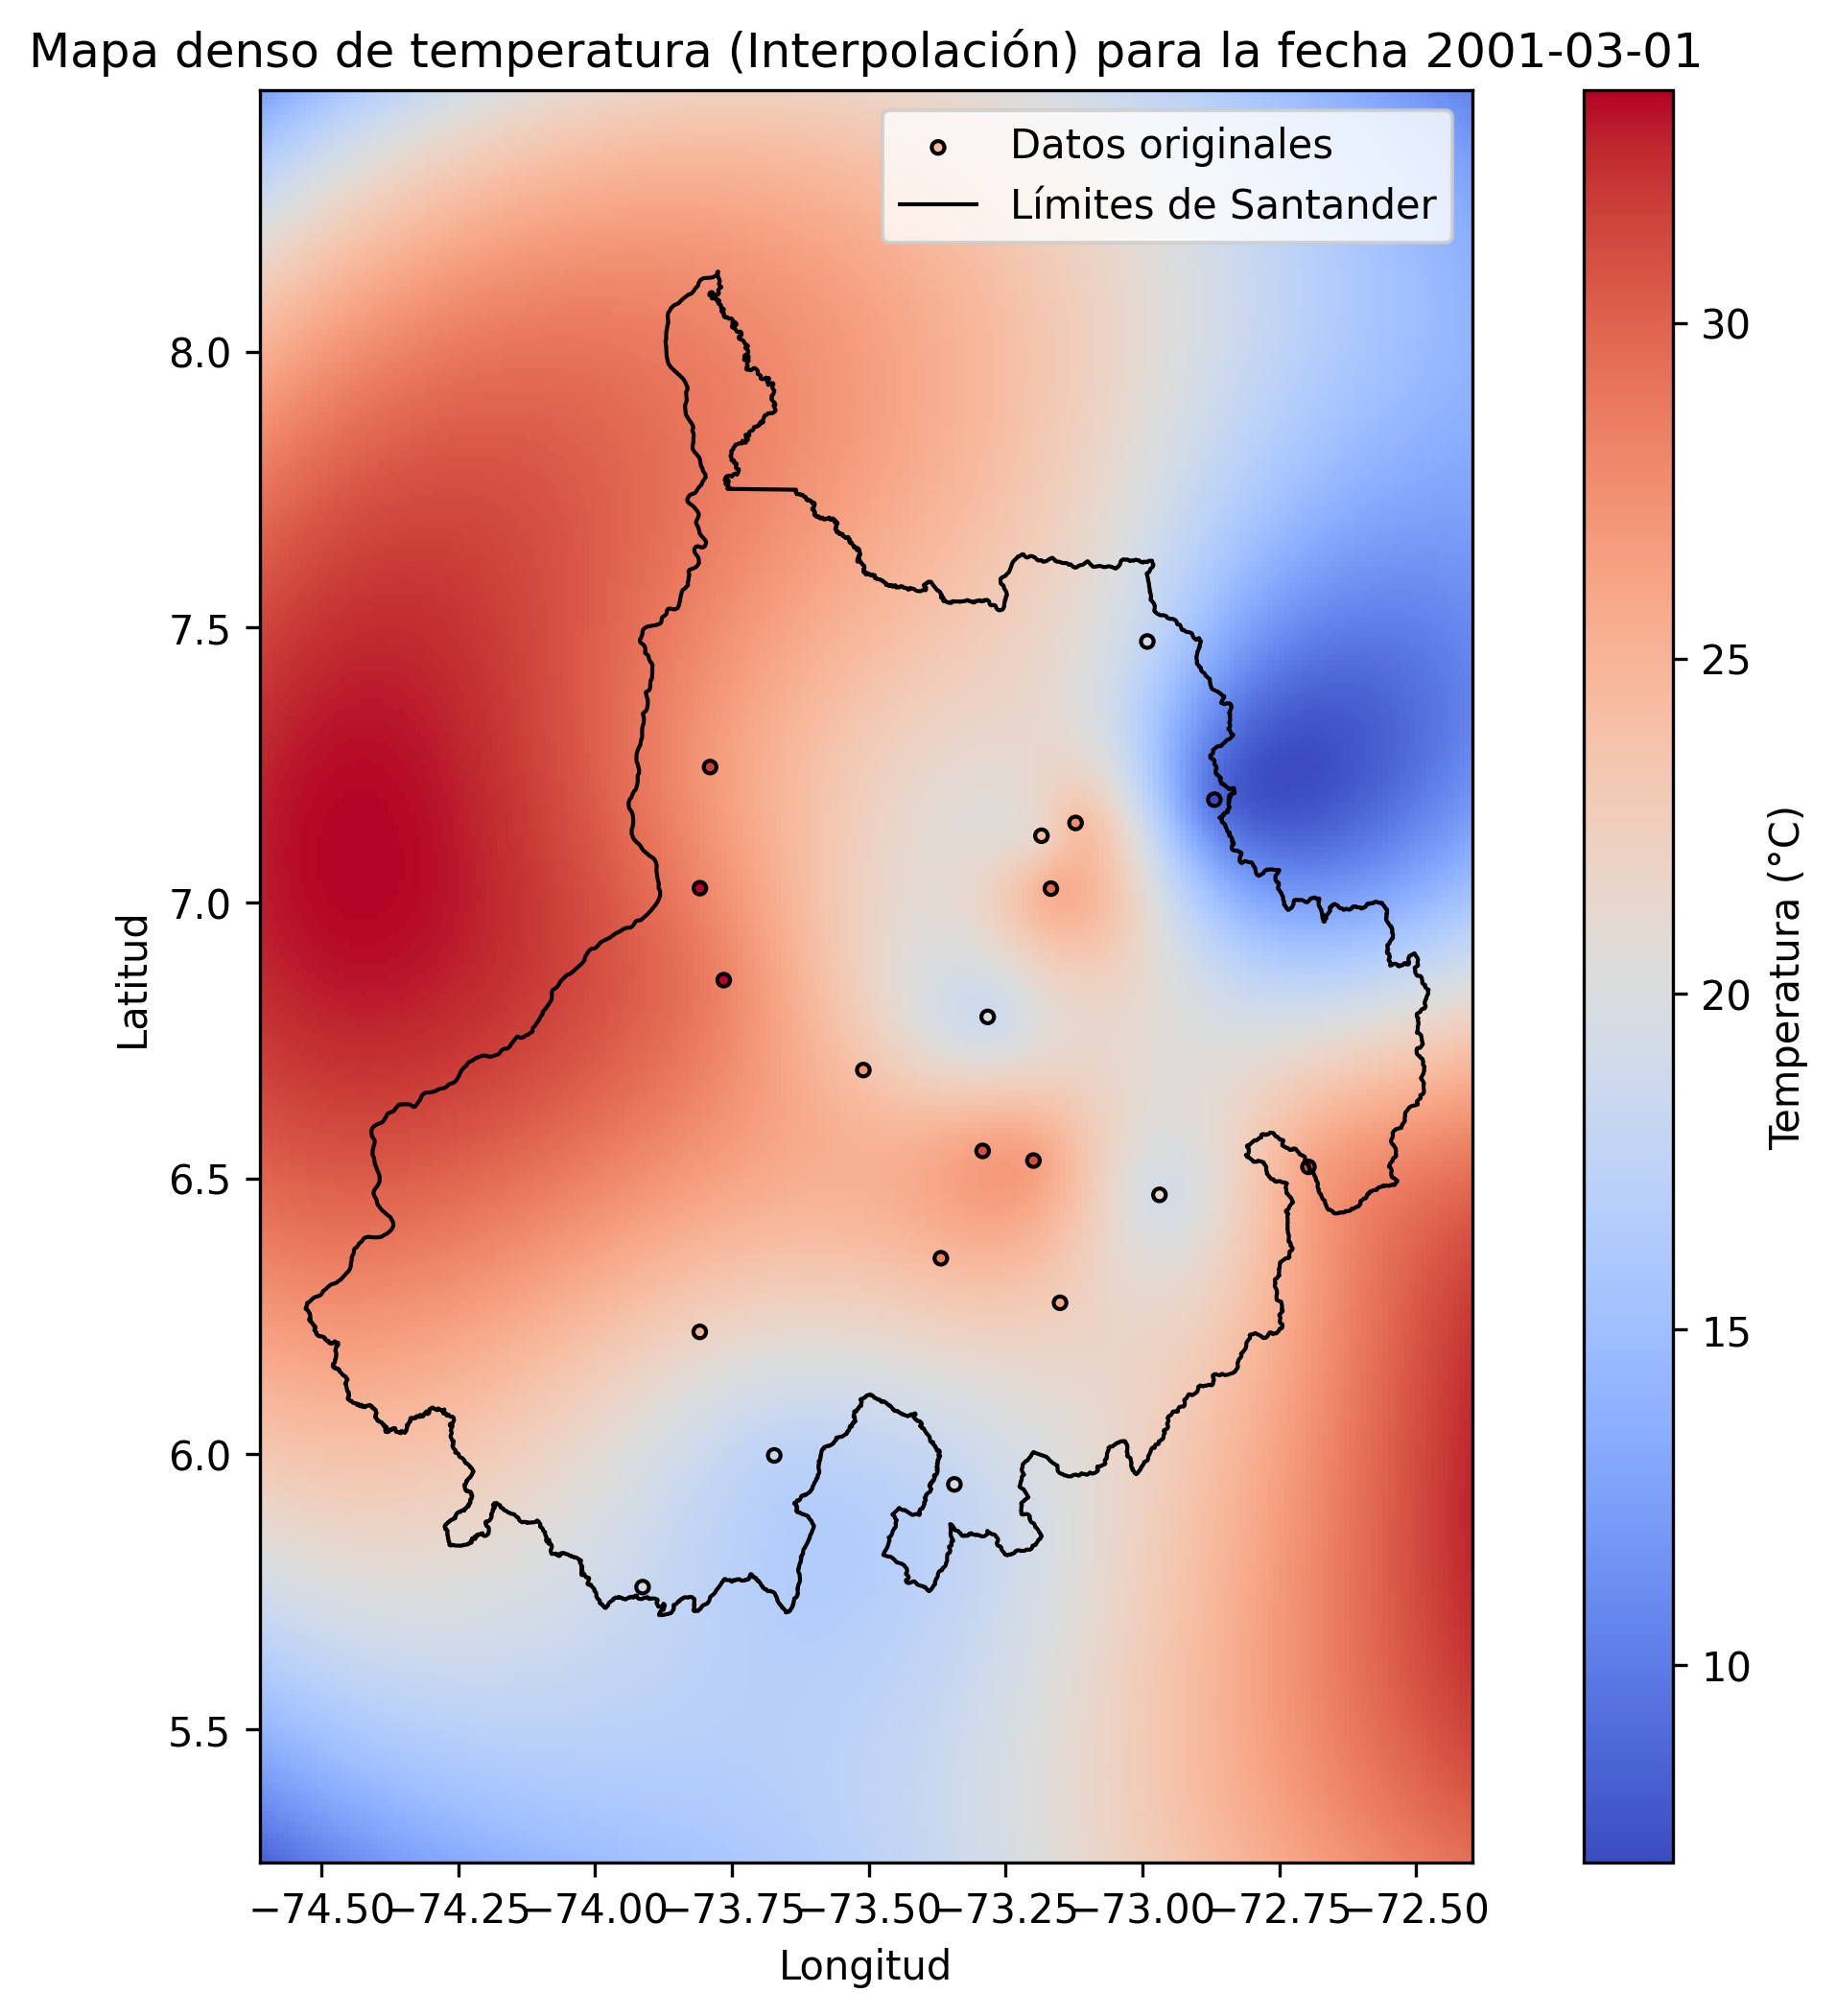 Mapa denso de temperatura (Interpolación) para la fecha 2001-03-01
Datos originales
Límites de Santander
8.0
7.5
7.0
6.5
6.0
5.5
Latitud
−74.50 −74.25 −74.00 −73.75 −73.50 −73.25 −73.00 −72.75 −72.50
Longitud
30
25
20
15
10
Temperatura (°C)